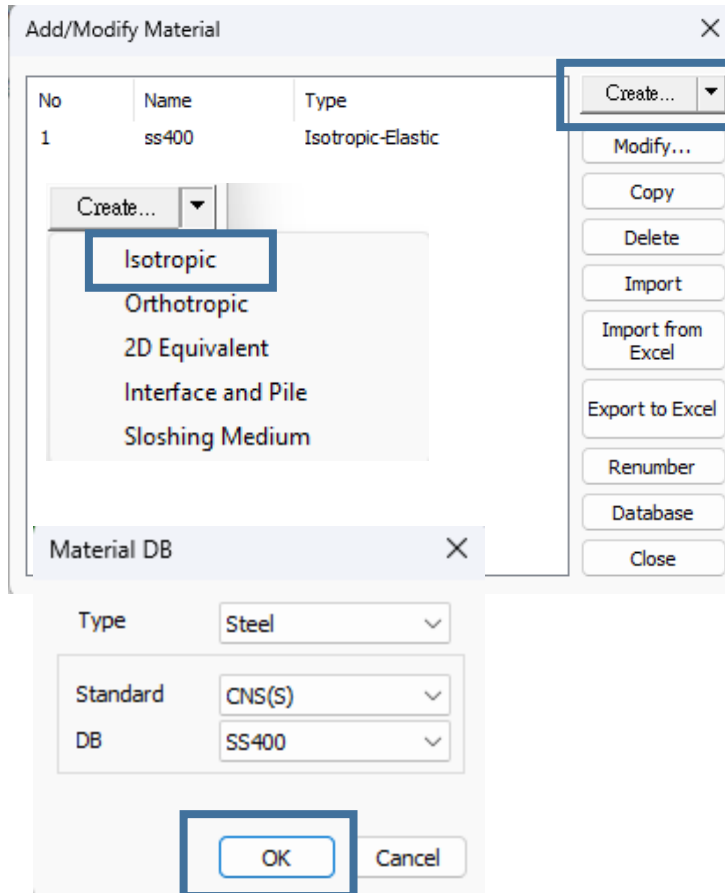 Add/Modify Material
No Name Type
1 ss400 Isotropic-Elastic
Create...
Isotropic
Orthotropic
2D Equivalent
Interface and Pile
Sloshing Medium
Create...
Modify...
Copy
Delete
Import
Import from
Excel
Export to Excel
Renumber
Database
Close
Material DB
Type Steel
Standard CNS(S)
DB SS400
OK Cancel